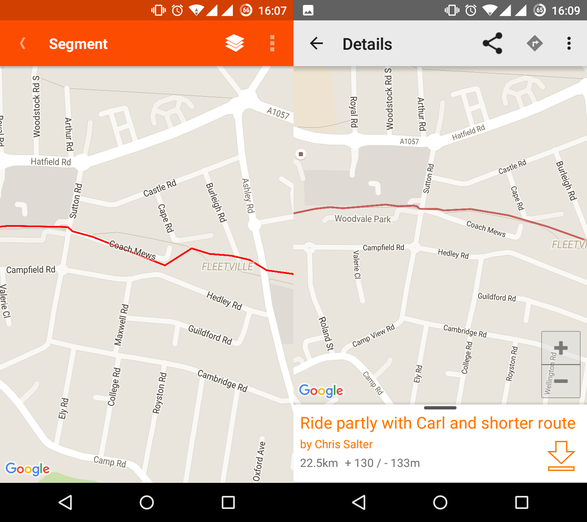 16:07
Segment
Woodstock Rd S
Arthur Rd
A1057
Hatfield Rd
Sutton Rd
Castle Rd
Cape Rd
Burleigh Rd
Ashley Rd
Coach Mews
FLEETVILLE
Campfield Rd
Valerie Cl
Hedley Rd
Maxwell Rd
Guildford Rd
College Rd
Royston Rd
Cambridge Rd
Ely Rd
Camp Rd
Oxford Ave
Google
16:09
Details
Royal Rd
Woodstock Rd S
Arthur Rd
Hatfield Rd
A1057
Sutton Rd
Castle Rd
Cape Rd
Burleigh Rd
Woodvale Park
Coach Mews
FLEETV
Campfield Rd
Hedley Rd
Valerie Cl
Guildford Rd
Roland St
Camp View Rd
Cambridge Rd
College Rd
Royston Rd
Ely Rd
Camp Rd
Wellington Rd
+
−
Google
Ride partly with Carl and shorter route
by Chris Salter
22.5km + 130 / - 133m